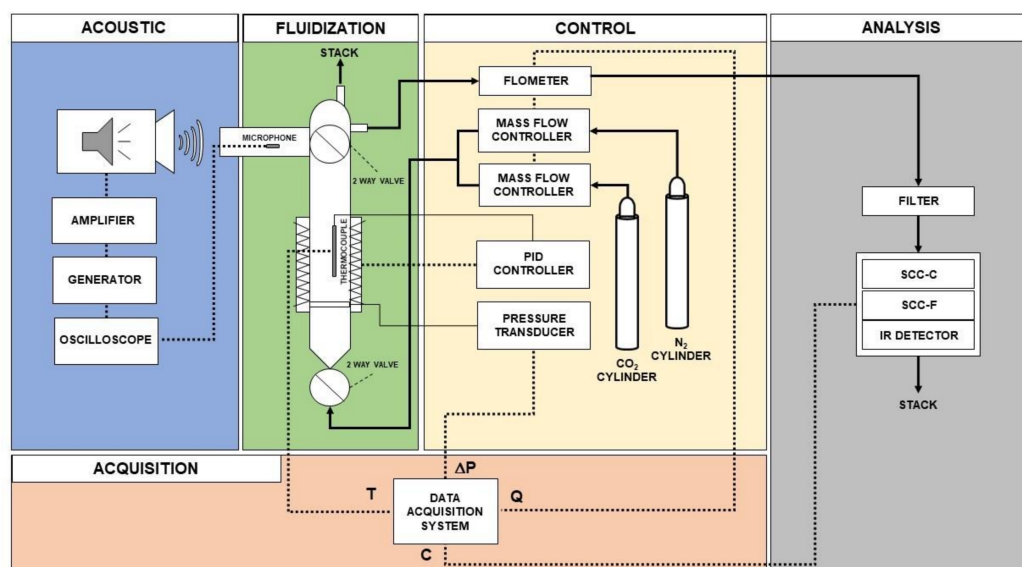 ACOUSTIC
FLUIDIZATION
CONTROL
ANALYSIS
STACK
MICROPHONE
2 WAY VALVE
AMPLIFIER
GENERATOR
OSCILLOSCOPE
THERMOCOUPLE
2 WAY VALVE
FLOMETER
MASS FLOW
CONTROLLER
MASS FLOW
CONTROLLER
PID
CONTROLLER
PRESSURE
TRANSDUCER
CO2
CYLINDER
N2
CYLINDER
FILTER
SCC-C
SCC-F
IR DETECTOR
STACK
ACQUISITION
ΔP
T
DATA
ACQUISITION
SYSTEM
Q
C